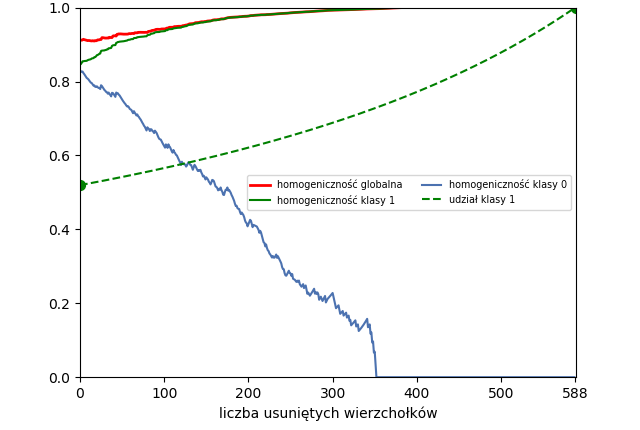 1.0
0.8
0.6
0.4
0.2
0.0
homogeniczność globalna
homogeniczność klasy 1
homogeniczność klasy 0
udział klasy 1
0 100 200 300 400 500 588
liczba usuniętych wierzchołków